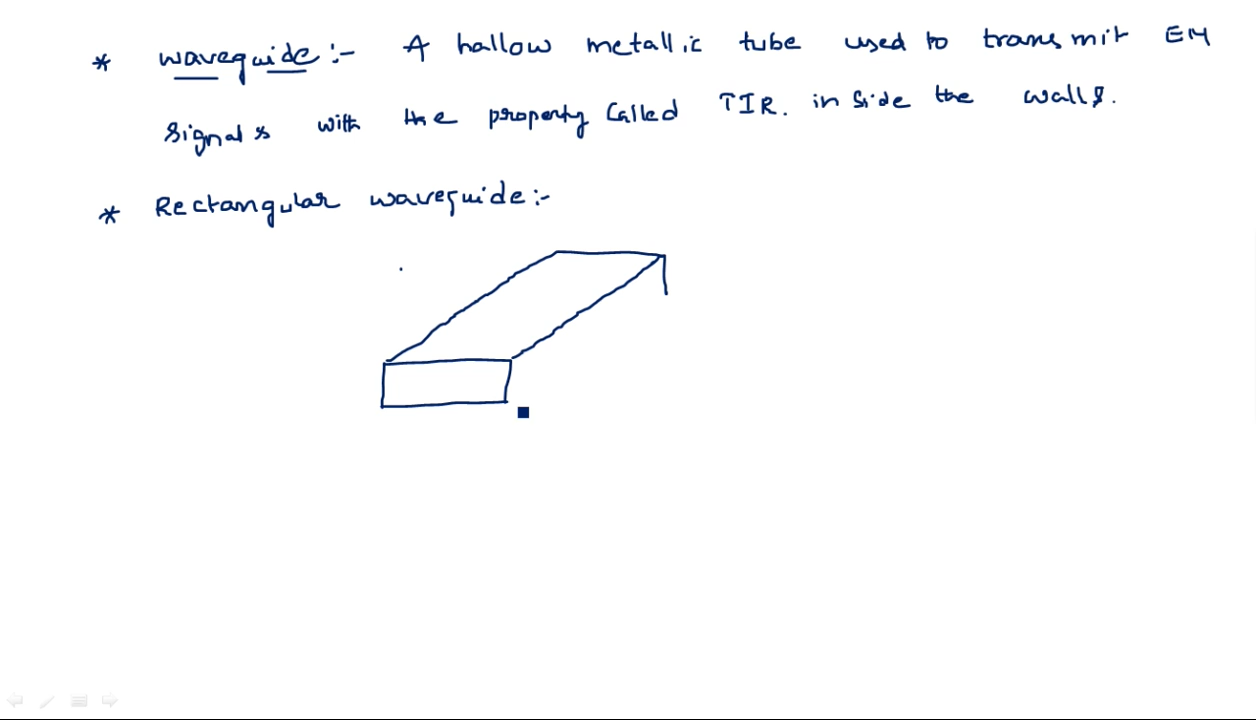 * waveguide :- A hallow metallic tube used to transmit EM
signals with the property called TIR. inside the walls.
* Rectangular waveguide :-